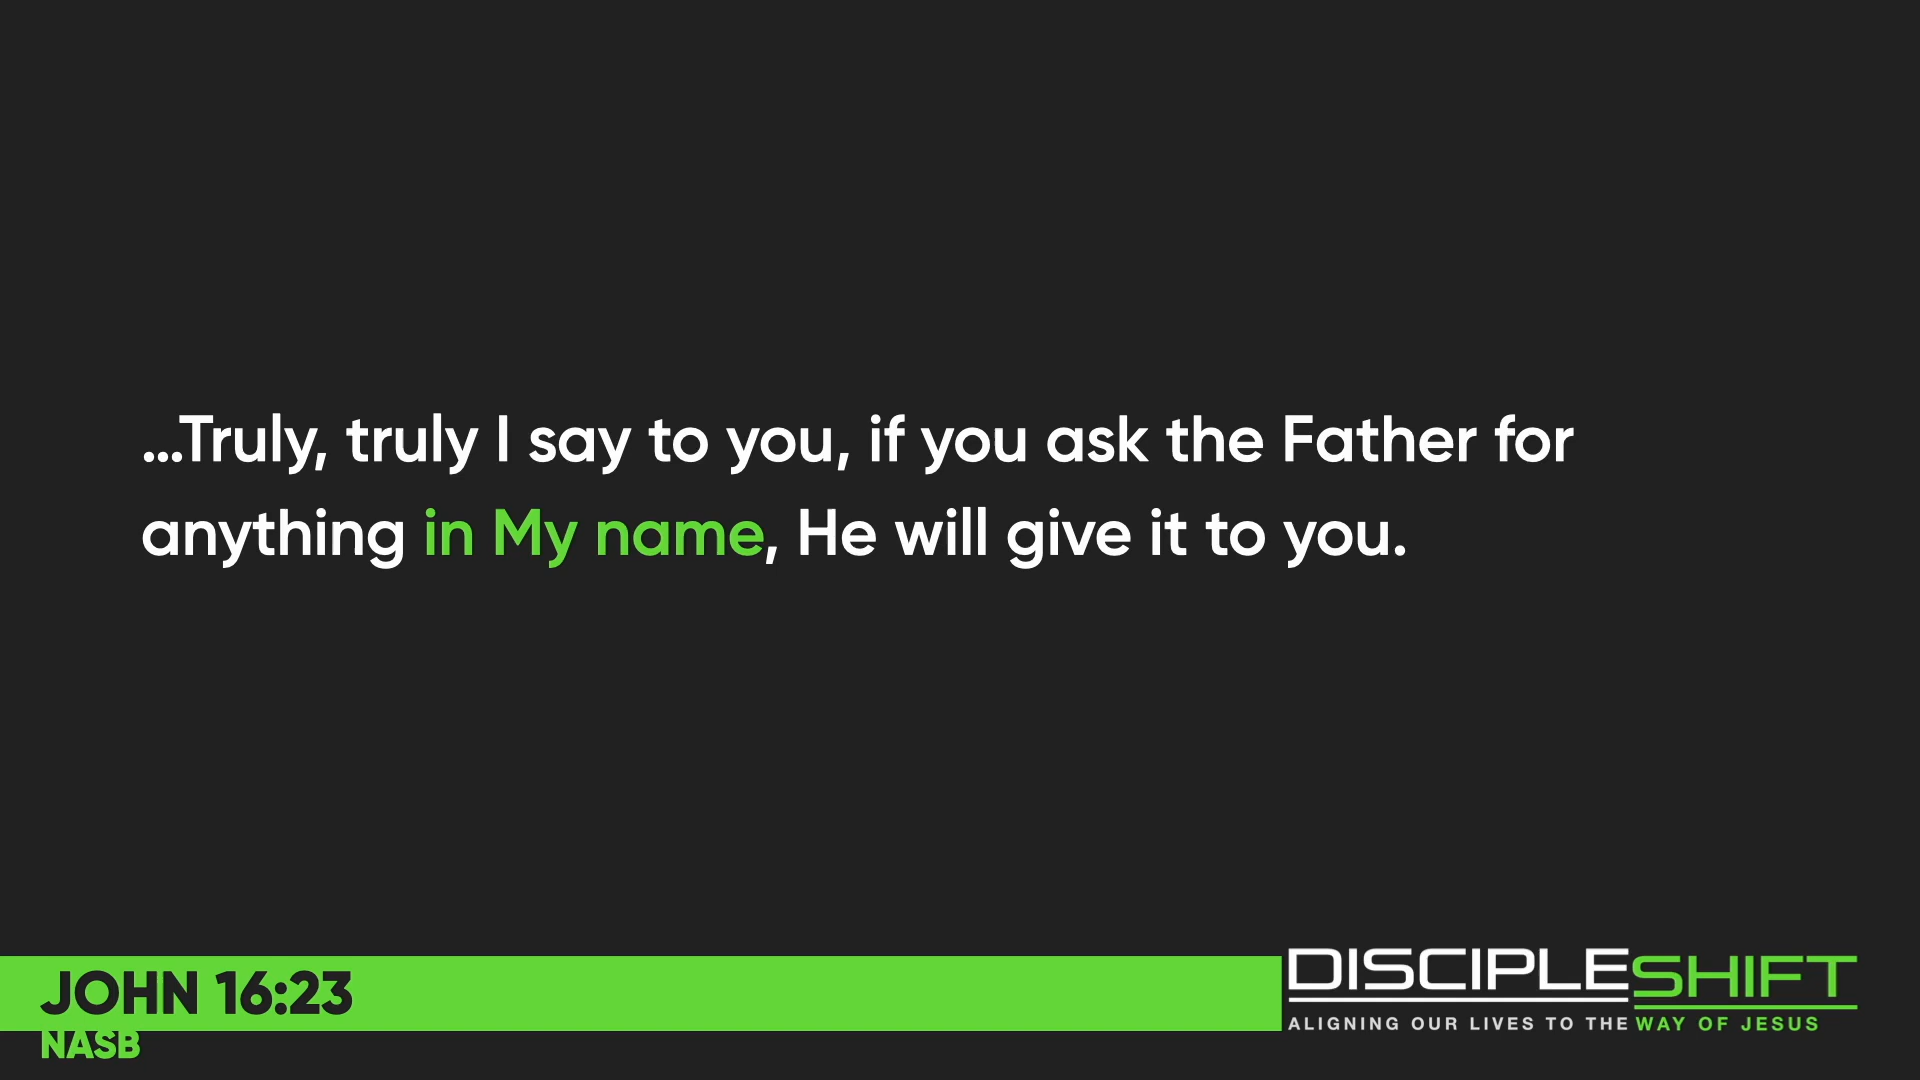 ...Truly, truly I say to you, if you ask the Father for
anything in My name, He will give it to you.
JOHN 16:23
NASB
DISCIPLESHIFT
ALIGNING OUR LIVES TO THE WAY OF JESUS